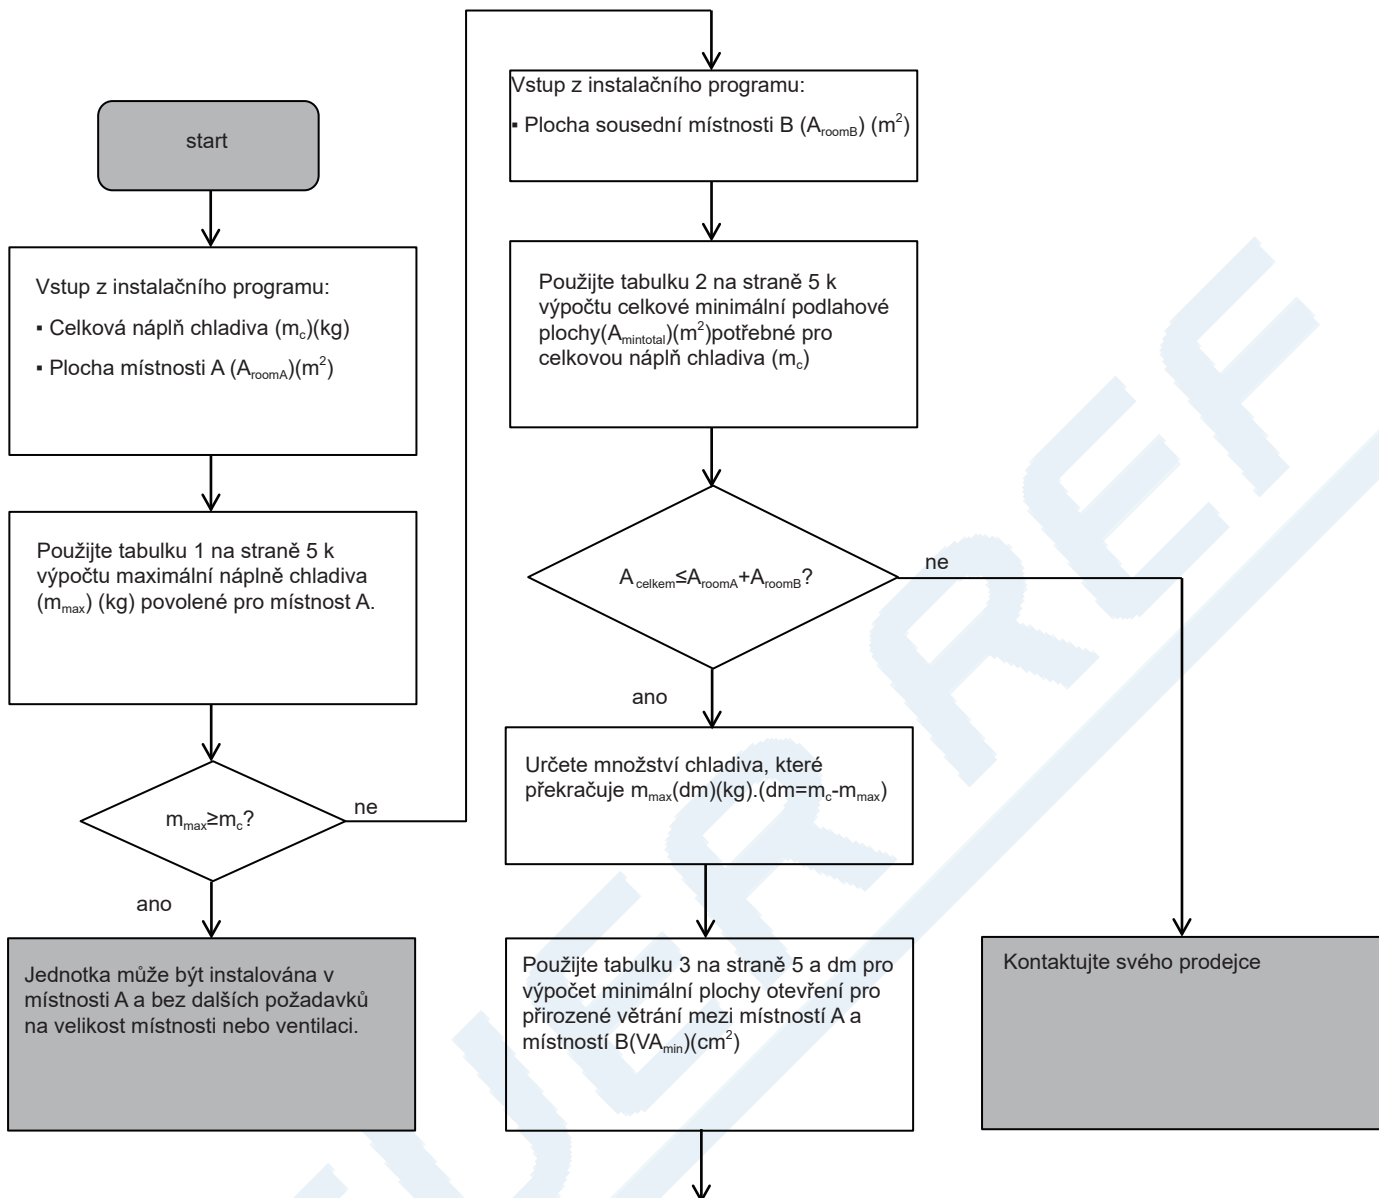 start
Vstup z instalačního programu:
▪ Celková náplň chladiva (mc)(kg)
▪ Plocha místnosti A (AroomA)(m²)
Použijte tabulku 1 na straně 5 k
výpočtu maximální náplně chladiva
(mmax) (kg) povolené pro místnost A.
mmax≥mc?
ne
ano
Jednotka může být instalována v
místnosti A a bez dalších požadavků
na velikost místnosti nebo ventilaci.
Vstup z instalačního programu:
▪ Plocha sousední místnosti B (AroomB) (m²)
Použijte tabulku 2 na straně 5 k
výpočtu celkové minimální podlahové
plochy(Amintotal)(m²)potřebné pro
celkovou náplň chladiva (mc)
A celkem≤AroomA+AroomB?
ne
ano
Určete množství chladiva, které
překračuje mmax(dm)(kg).(dm=mc-mmax)
Použijte tabulku 3 na straně 5 a dm pro
výpočet minimální plochy otevření pro
přirozené větrání mezi místností A a
místností B(VAmin)(cm²)
Kontaktujte svého prodejce
UER REF